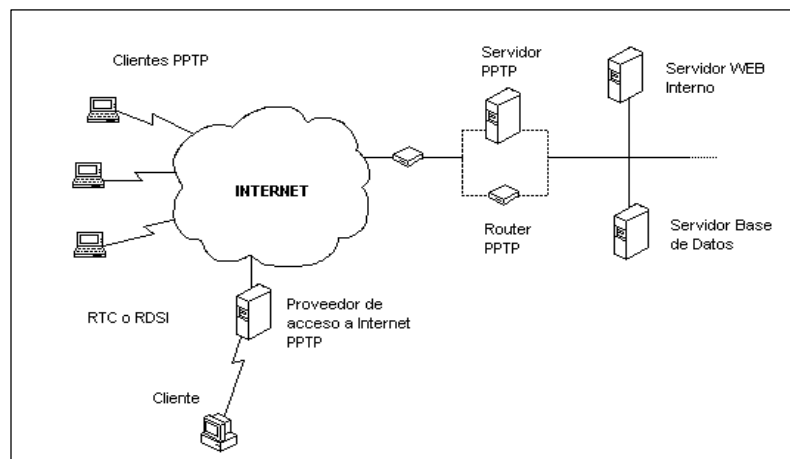 Clientes PPTP
Servidor
PPTP
Servidor WEB
Interno
INTERNET
Router
PPTP
Servidor Base
de Datos
RTC o RDSI
Proveedor de
acceso a Internet
PPTP
Cliente